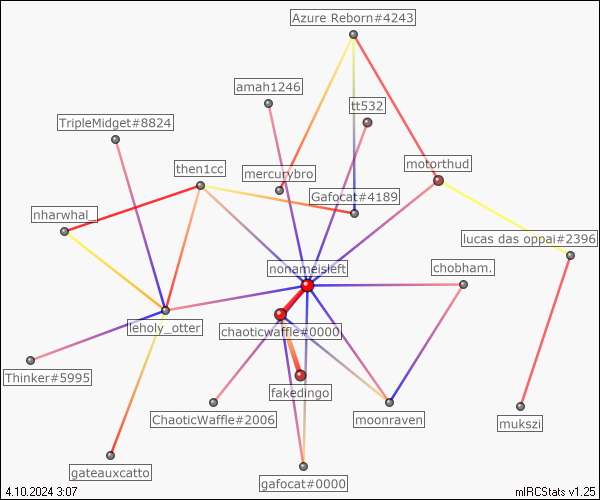 Azure Reborn#4243
amah1246
tt532
TripleMidget#8824
then1cc
mercurybro
motorthud
Gafocat#4189
nharwhal_
lucas das oppai#2396
nonameisleft
chobham.
leholy_otter
chaoticwaffle#0000
Thinker#5995
fakedingo
ChaoticWaffle#2006
moonraven
mukszi
gateauxcatto
gafocat#0000
4.10.2024 3:07
mIRCStats v1.25